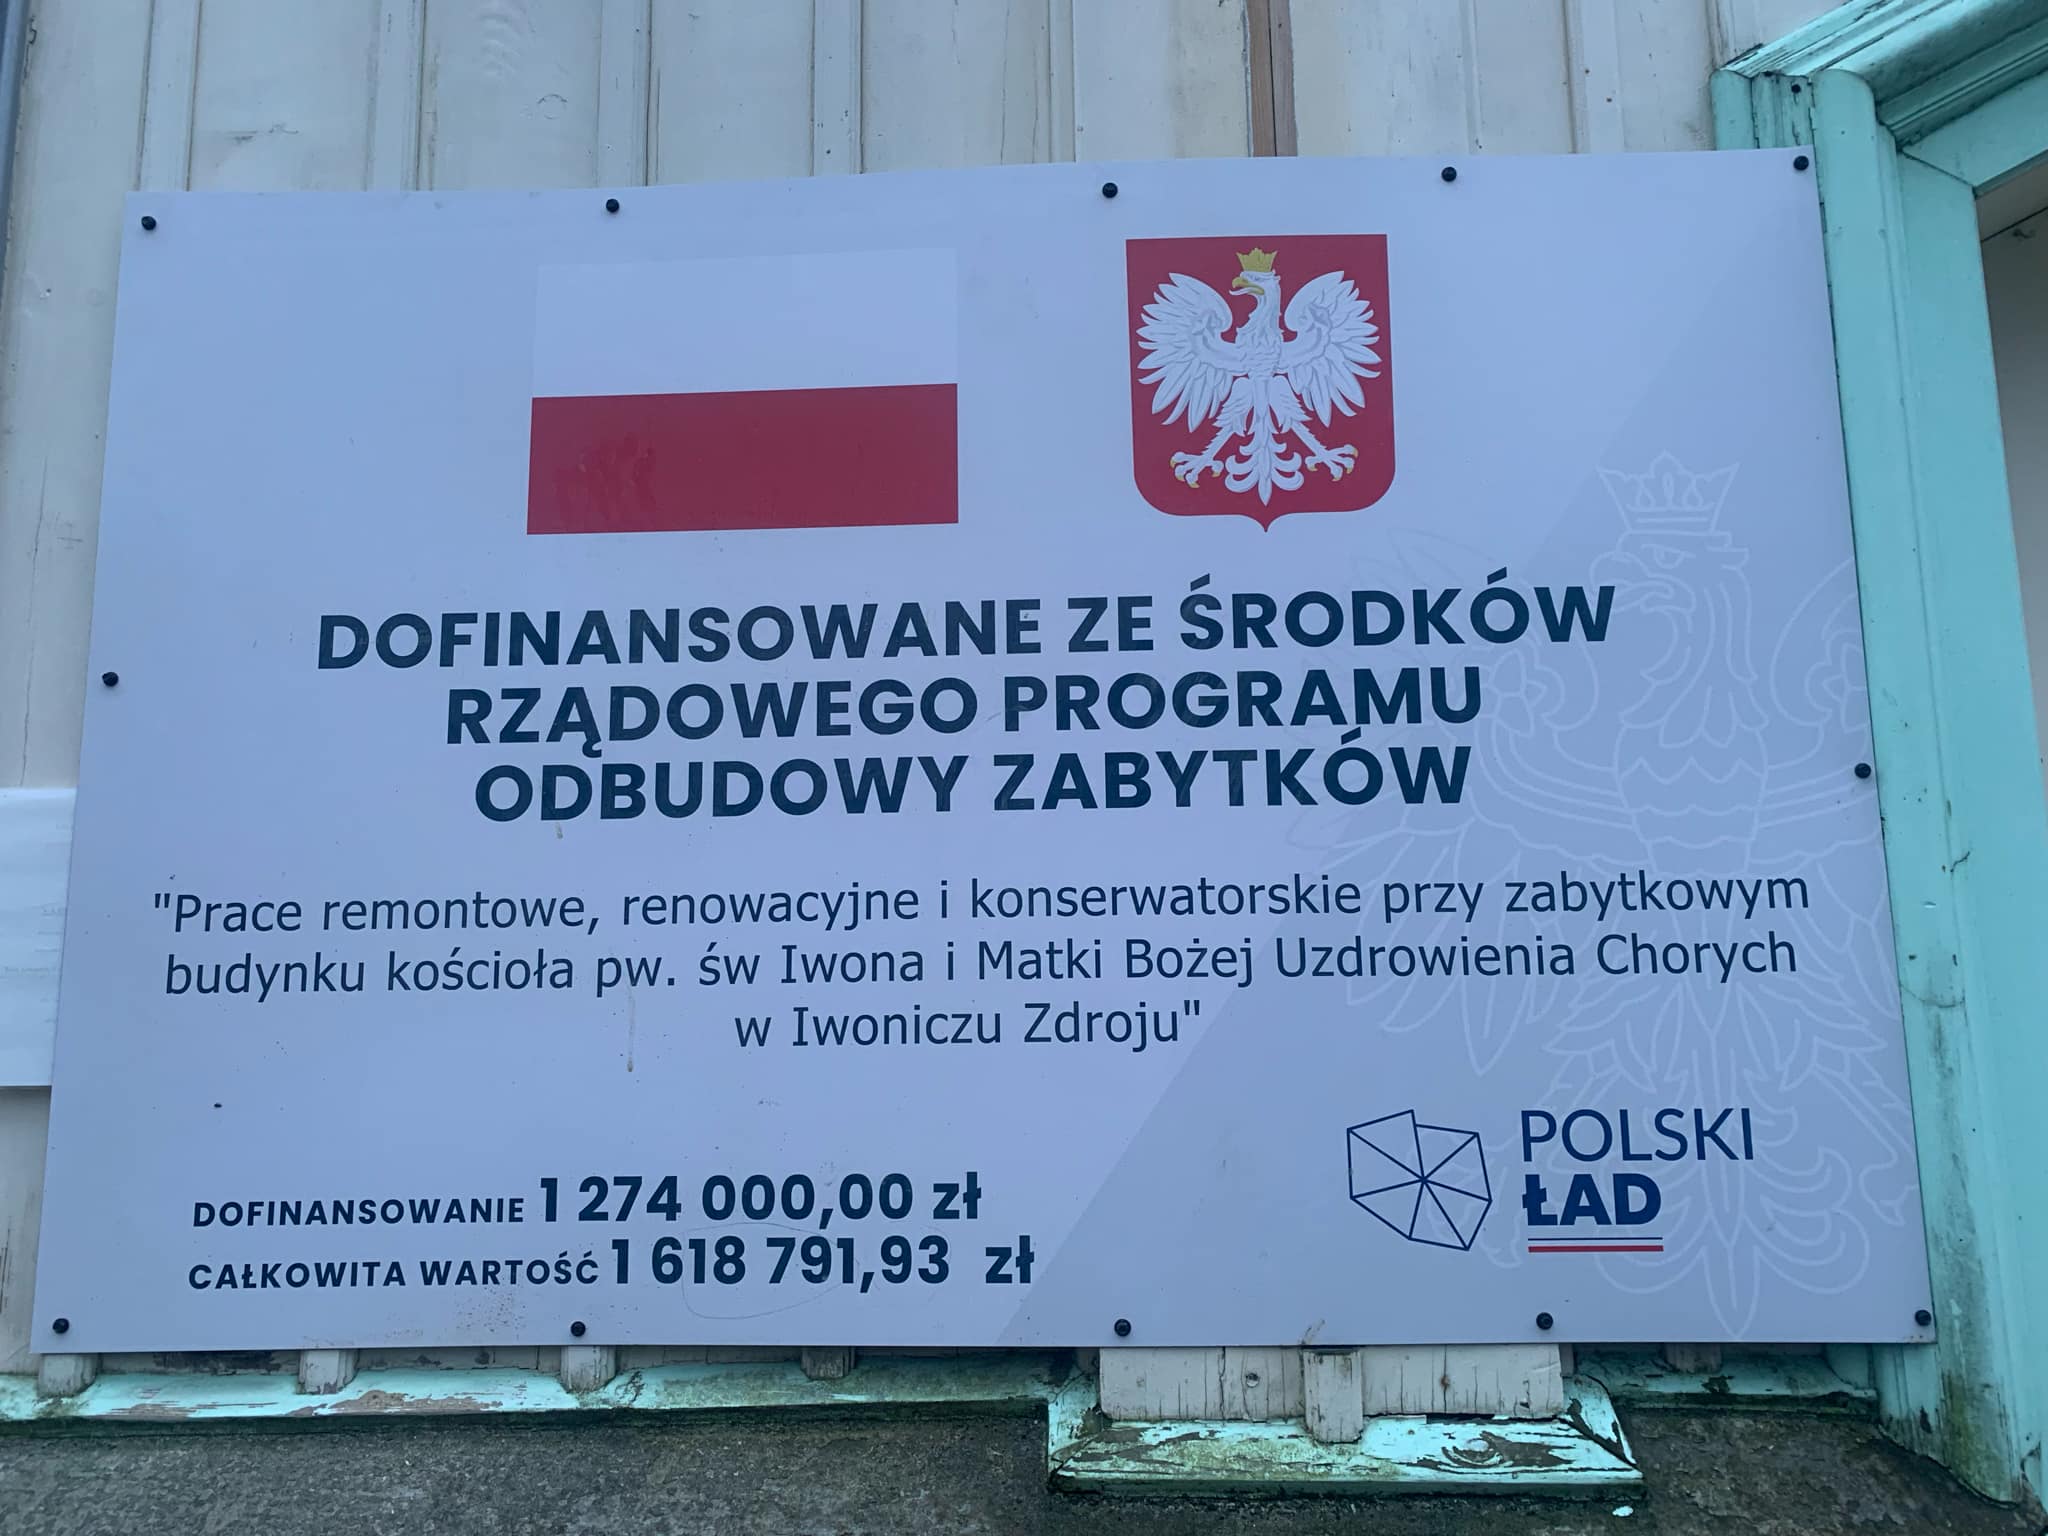 DOFINANSOWANE ZE ŚRODKÓW
RZĄDOWEGO PROGRAMU
ODBUDOWY ZABYTKÓW
"Prace remontowe, renowacyjne i konserwatorskie przy zabytkowym
budynku kościoła pw. św Iwona i Matki Bożej Uzdrowienia Chorych
w Iwoniczu Zdroju"
DOFINANSOWANIE 1 274 000,00 zł
CAŁKOWITA WARTOŚĆ 1 618 791,93 zł
POLSKI
ŁAD